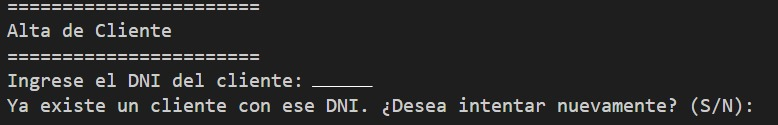 =======================
Alta de Cliente
=======================
Ingrese el DNI del cliente: ______
Ya existe un cliente con ese DNI. ¿Desea intentar nuevamente? (S/N):